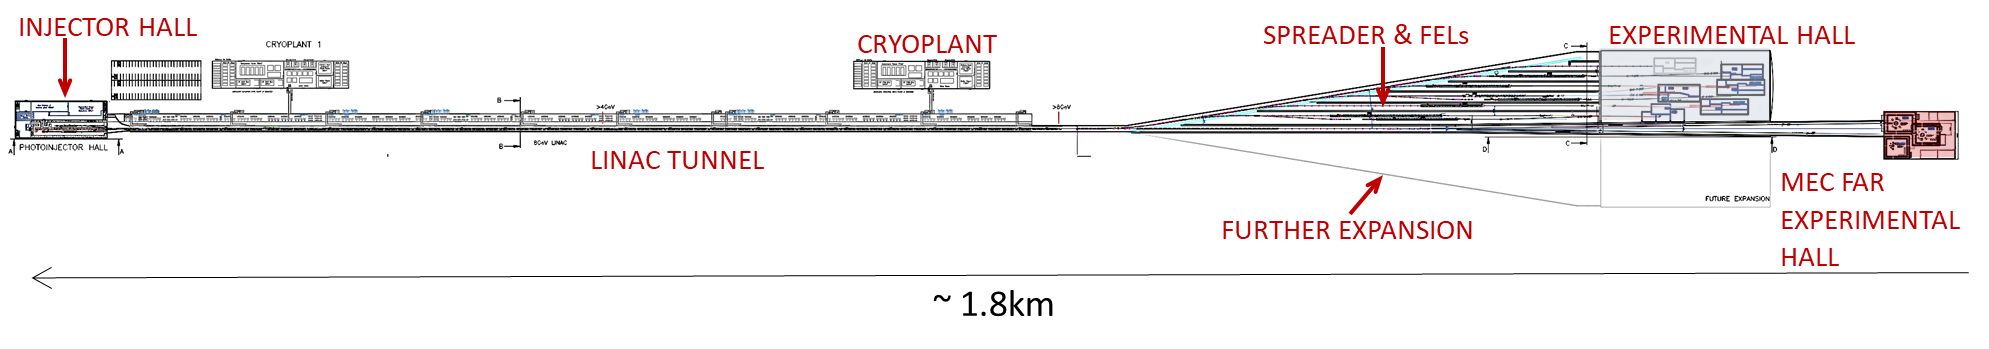 INJECTOR HALL
CRYOPLANT 1
CRYOPLANT
SPREADER & FELs
EXPERIMENTAL HALL
C
B
>4GeV
>8GeV
A
PHOTOINJECTOR HALL
A
B
8GeV LINAC
LINAC TUNNEL
D
C
D
MEC FAR
EXPERIMENTAL
HALL
FUTURE EXPANSION
FURTHER EXPANSION
~ 1.8km